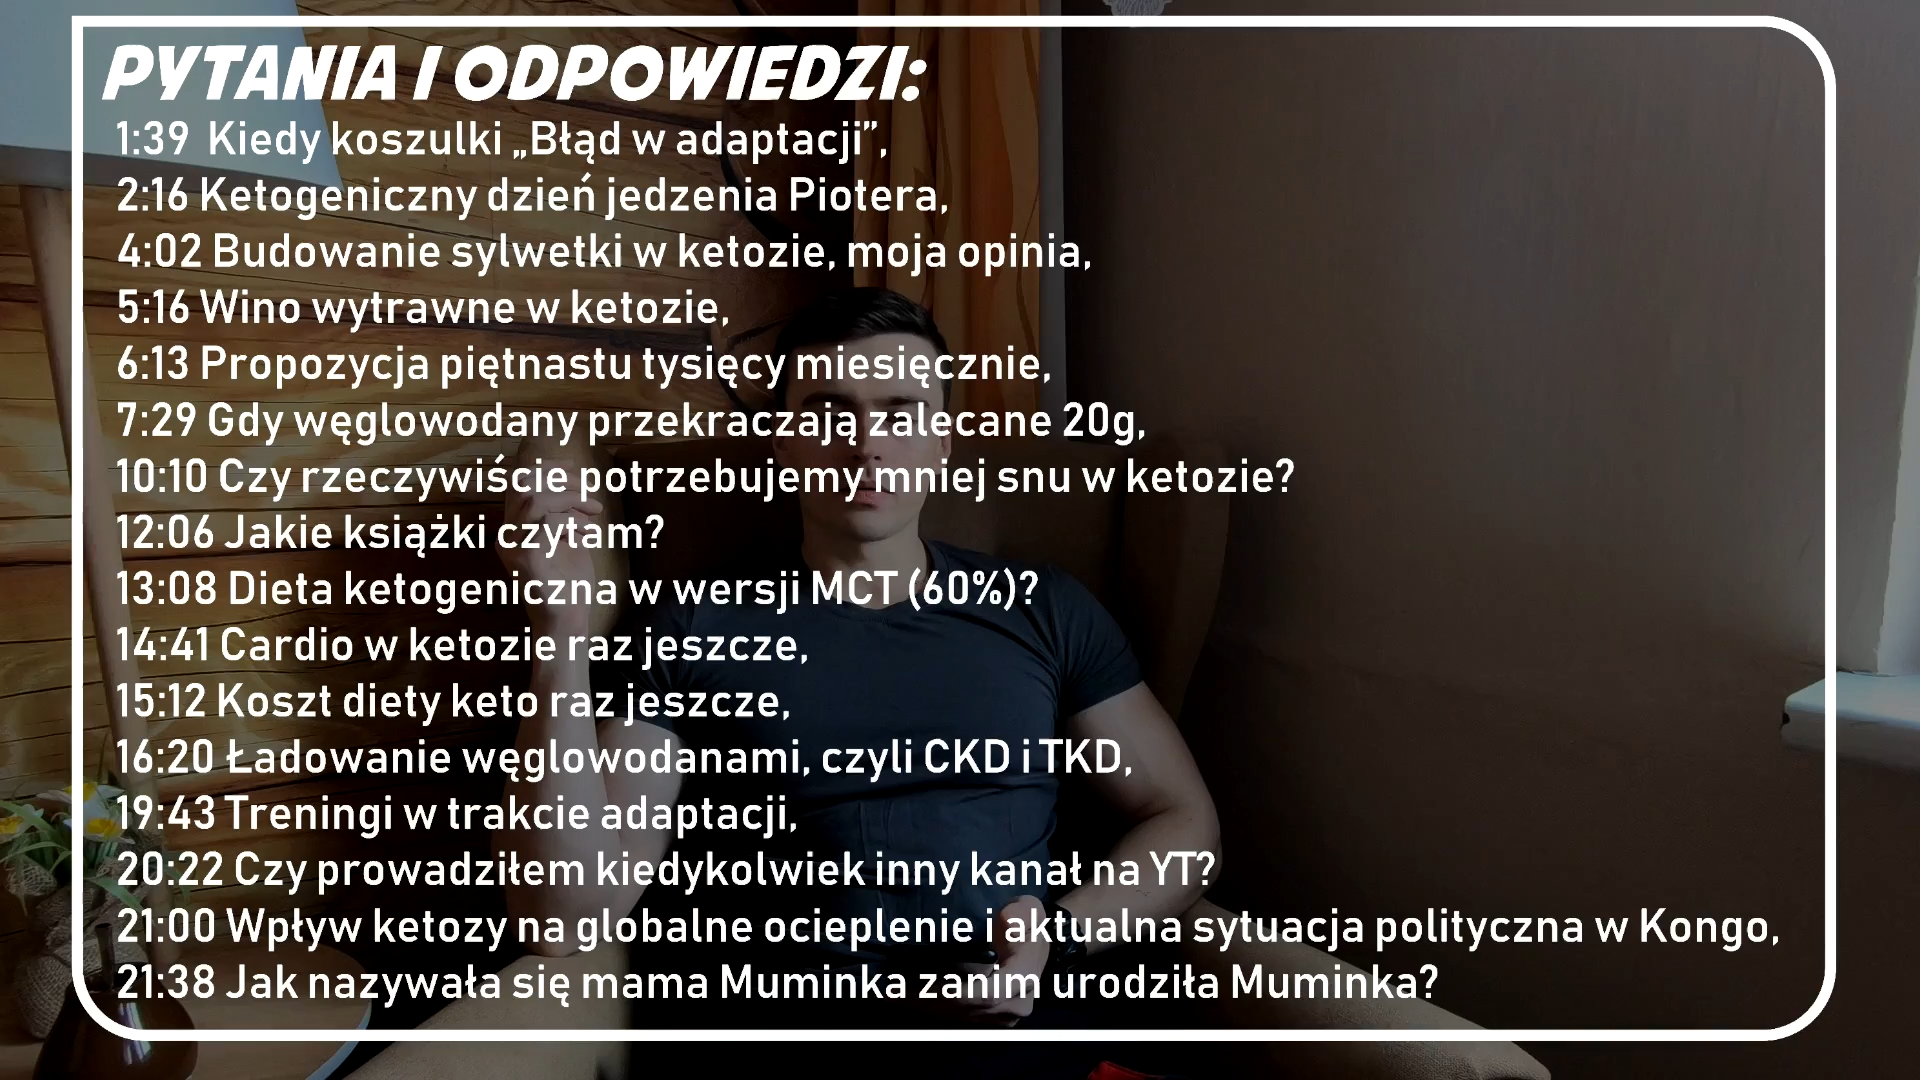 PYTANIA I ODPOWIEDZI:
1:39 Kiedy koszulki „Błąd w adaptacji”,
2:16 Ketogeniczny dzień jedzenia Piotera,
4:02 Budowanie sylwetki w ketozie, moja opinia,
5:16 Wino wytrawne w ketozie,
6:13 Propozycja piętnastu tysięcy miesięcznie,
7:29 Gdy węglowodany przekraczają zalecane 20g,
10:10 Czy rzeczywiście potrzebujemy mniej snu w ketozie?
12:06 Jakie książki czytam?
13:08 Dieta ketogeniczna w wersji MCT (60%)?
14:41 Cardio w ketozie raz jeszcze,
15:12 Koszt diety keto raz jeszcze,
16:20 Ładowanie węglowodanami, czyli CKD i TKD,
19:43 Treningi w trakcie adaptacji,
20:22 Czy prowadziłem kiedykolwiek inny kanał na YT?
21:00 Wpływ ketozy na globalne ocieplenie i aktualna sytuacja polityczna w Kongo,
21:38 Jak nazywała się mama Muminka zanim urodziła Muminka?